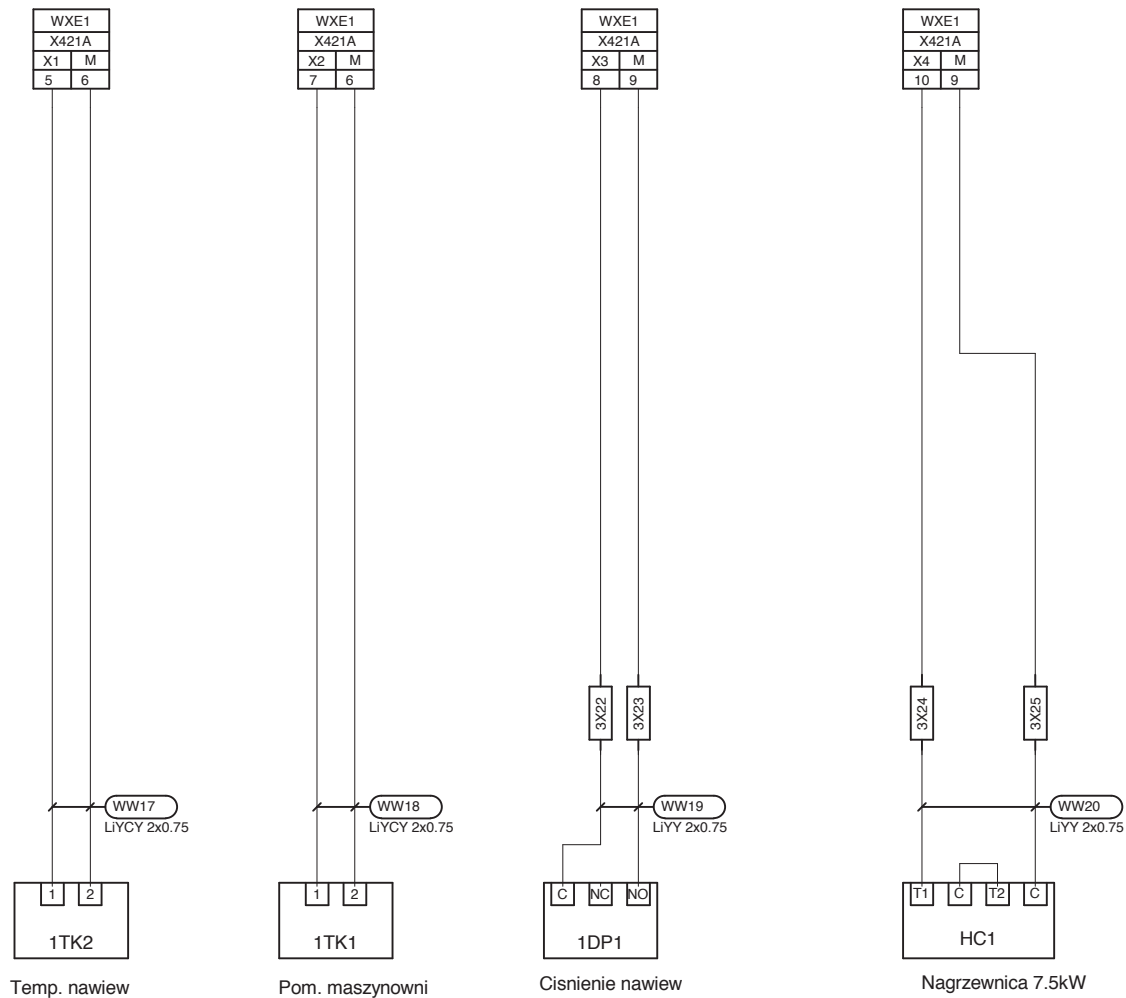 WXE1
X421A
X1 M
5 6
1 2
WW17
LiYCY 2x0.75
1TK2
Temp. nawiew
WXE1
X421A
X2 M
7 6
WW18
LiYCY 2x0.75
1 2
1TK1
Pom. maszynowni
WXE1
X421A
X3 M
8 9
3X22 3X23
WW19
LiYY 2x0.75
C NC NO
1DP1
Cisnienie nawiew
WXE1
X421A
X4 M
10 9
3X24 3X25
WW20
LiYY 2x0.75
T1 C T2 C
HC1
Nagrzewnica 7.5kW